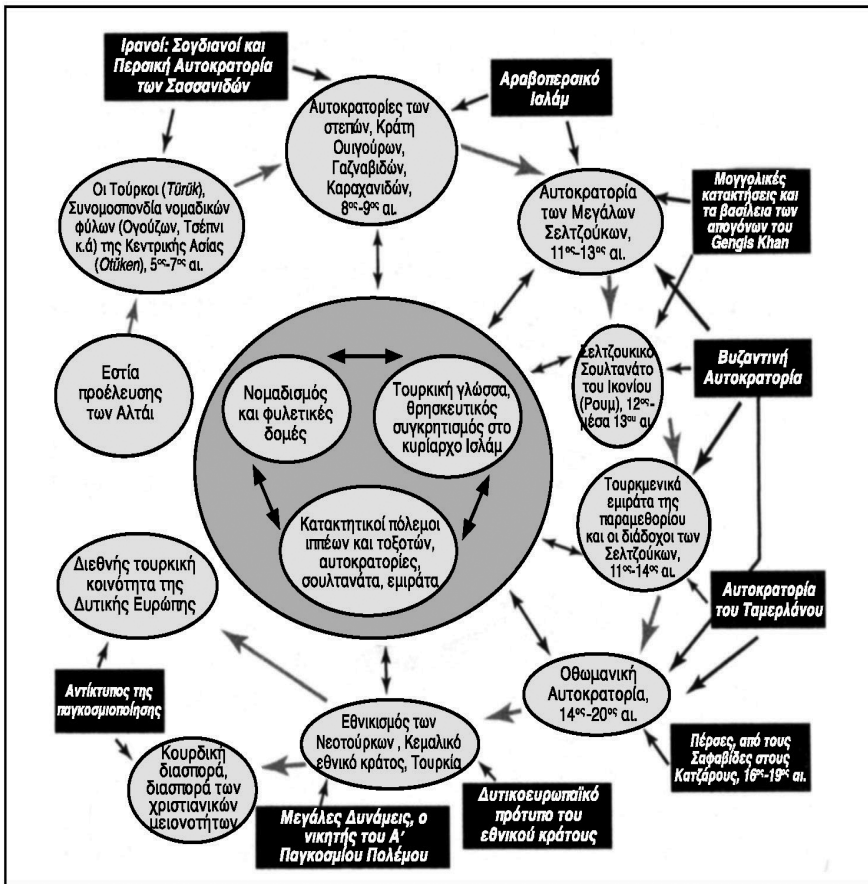 Ιρανοί: Σογδιανοί και
Περσική Αυτοκρατορία
των Σασσανιδών
Αραβοπερσικό
Ισλάμ
Αυτοκρατορίες των
στεπών, Κράτη
Ουιγούρων,
Γαζναβιδών,
Καραχανιδών,
8ος-9ος αι.
Οι Τούρκοι (Türük),
Συνομοσπονδία νομαδικών
φύλων (Ογούζων, Τσέπνι
κ.ά) της Κεντρικής Ασίας
(Otüken), 5ος-7ος αι.
Αυτοκρατορία
των Μεγάλων
Σελτζούκων,
11ος-13ος αι.
Μογγολικές
κατακτήσεις και
τα βασίλεια των
απογόνων του
Gengis Khan
Εστία
προέλευσης
των Αλτάι
Νομαδισμός
και φυλετικές
δομές
Τουρκική γλώσσα,
θρησκευτικός
συγκρητισμός στο
κυρίαρχο Ισλάμ
Σελτζουκικό
Σουλτανάτο
του Ικονίου
(Ρουμ), 12ος-
μέσα 13ου αι.
Βυζαντινή
Αυτοκρατορία
Κατακτητικοί πόλεμοι
ιππέων και τοξοτών,
αυτοκρατορίες,
σουλτανάτα, εμιράτα
Τουρκμενικά
εμιράτα της
παραμεθορίου
και οι διάδοχοι των
Σελτζούκων,
11ος-14ος αι.
Διεθνής τουρκική
κοινότητα της
Δυτικής Ευρώπης
Αυτοκρατορία
του Ταμερλάνου
Αντίκτυπος της
παγκοσμιοποίησης
Οθωμανική
Αυτοκρατορία,
14ος-20ος αι.
Εθνικισμός των
Νεοτούρκων , Κεμαλικό
εθνικό κράτος, Τουρκία
Πέρσες, από τους
Σαφαβίδες στους
Κατζάρους, 16ος-19ος αι.
Κουρδική
διασπορά,
διασπορά των
χριστιανικών
μειονοτήτων
Μεγάλες Δυνάμεις, ο
νικητής του Α΄
Παγκοσμίου Πολέμου
Δυτικοευρωπαϊκό
πρότυπο του
εθνικού κράτους